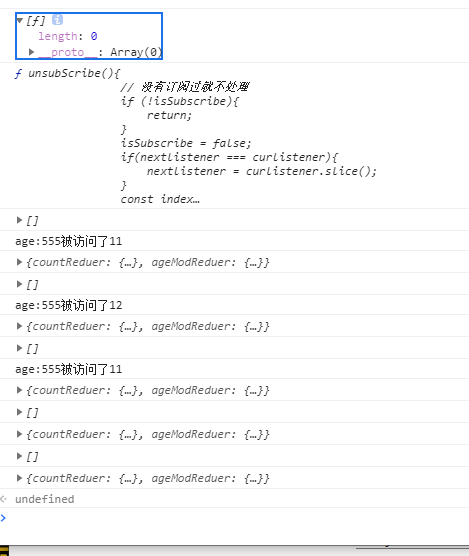 ▼[ƒ] i
length: 0
▶__proto__: Array(0)
ƒ unsubScribe(){
// 没有订阅过就不处理
if (!isSubscribe){
return;
}
isSubscribe = false;
if(nextlistener === curlistener){
nextlistener = curlistener.slice();
}
const index…
▶[]
age:555被访问了11
▶{countReduer: {…}, ageModReduer: {…}}
▶[]
age:555被访问了12
▶{countReduer: {…}, ageModReduer: {…}}
▶[]
age:555被访问了11
▶{countReduer: {…}, ageModReduer: {…}}
▶[]
▶{countReduer: {…}, ageModReduer: {…}}
▶[]
▶{countReduer: {…}, ageModReduer: {…}}
undefined